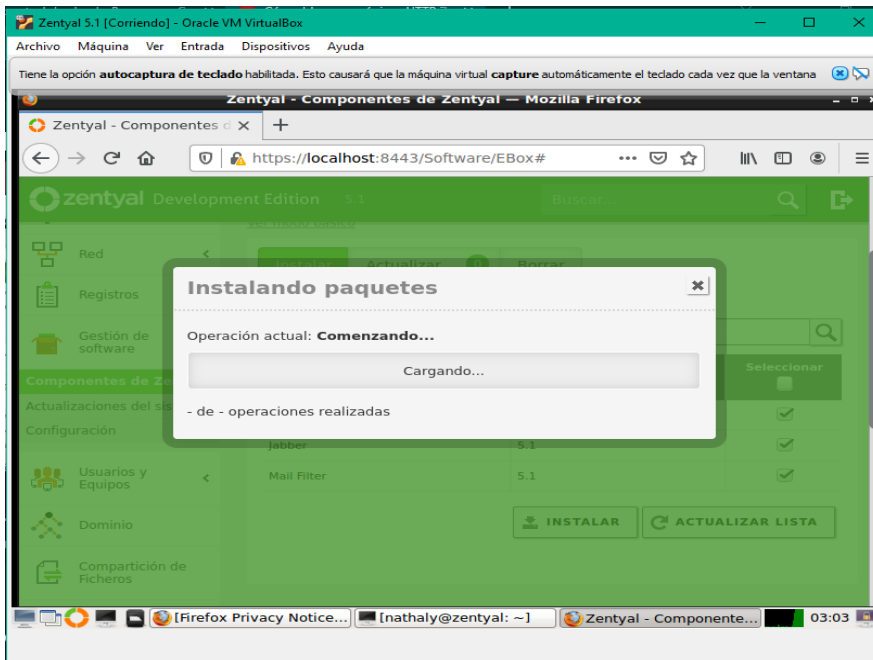 Zentyal 5.1 [Corriendo] - Oracle VM VirtualBox
Archivo Máquina Ver Entrada Dispositivos Ayuda
Tiene la opción autocaptura de teclado habilitada. Esto causará que la máquina virtual capture automáticamente el teclado cada vez que la ventana
Zentyal - Componentes de Zentyal — Mozilla Firefox
Zentyal - Componentes d
https://localhost:8443/Software/EBox#
zentyal Development Edition 5.1 Buscar...
Ver modo básico
Instalar Actualizar 0 Borrar
Red
Registros
Gestión de
software
Componentes de Ze
Actualizaciones del sis
Configuración
Usuarios y
Equipos
Dominio
Compartición de
Ficheros
Instalando paquetes
Operación actual: Comenzando...
Cargando...
- de - operaciones realizadas
Seleccionar
Jabber 5.1
Mail Filter 5.1
INSTALAR ACTUALIZAR LISTA
[Firefox Privacy Notice... [nathaly@zentyal: ~] Zentyal - Componente... 03:03